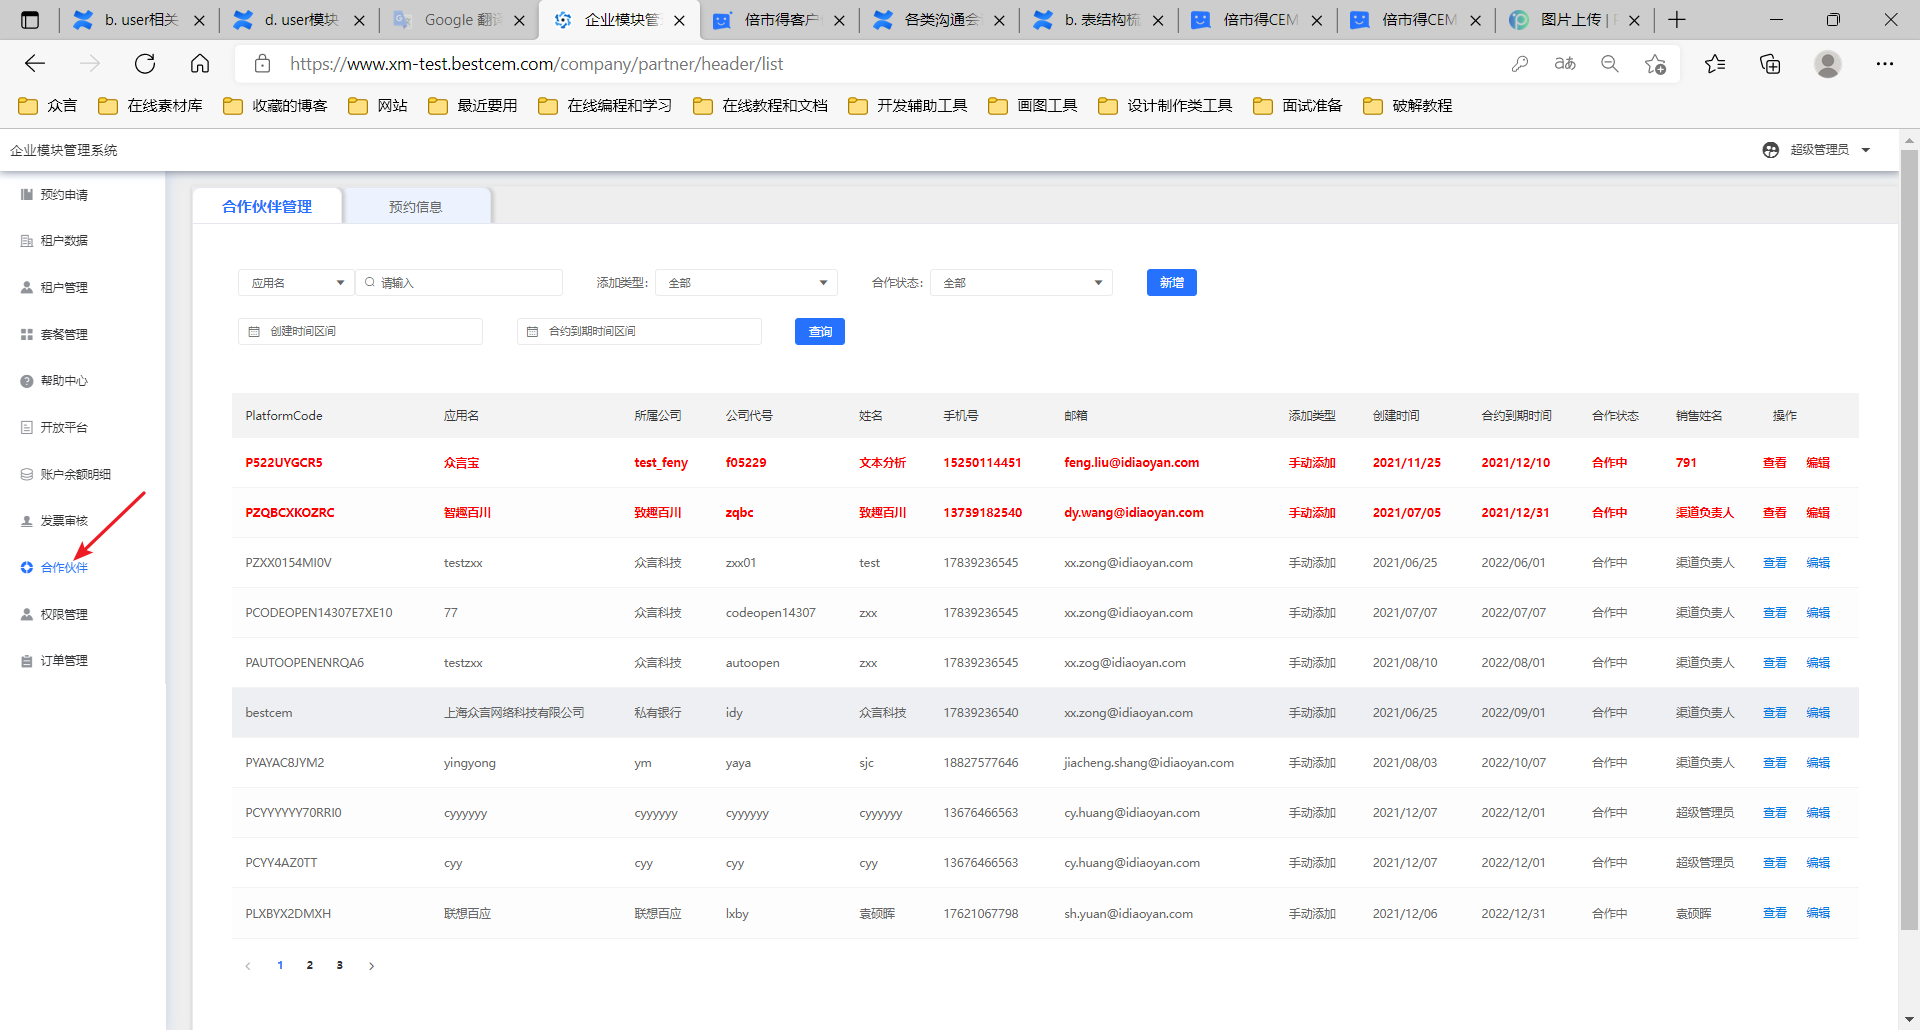 b. user相关
d. user模块
Google 翻译
企业模块管理
倍市得客户
各类沟通会
b. 表结构梳
倍市得CEM
倍市得CEM
图片上传 |
https://www.xm-test.bestcem.com/company/partner/header/list
众言 在线素材库 收藏的博客 网站 最近要用 在线编程和学习 在线教程和文档 开发辅助工具 画图工具 设计制作类工具 面试准备 破解教程
企业模块管理系统
超级管理员
预约申请
租户数据
租户管理
套餐管理
帮助中心
开放平台
账户余额明细
发票审核
合作伙伴
权限管理
订单管理
合作伙伴管理 预约信息
应用名 请输入 添加类型: 全部 合作状态: 全部 新增
创建时间区间 合约到期时间区间 查询
PlatformCode 应用名 所属公司 公司代号 姓名 手机号 邮箱 添加类型 创建时间 合约到期时间 合作状态 销售姓名 操作
P522UYGCR5 众言宝 test_feny f05229 文本分析 15250114451 feng.liu@idiaoyan.com 手动添加 2021/11/25 2021/12/10 合作中 791 查看 编辑
PZQBCXKOZRC 智趣百川 致趣百川 zqbc 致趣百川 13739182540 dy.wang@idiaoyan.com 手动添加 2021/07/05 2021/12/31 合作中 渠道负责人 查看 编辑
PZXX0154MI0V testzxx 众言科技 zxx01 test 17839236545 xx.zong@idiaoyan.com 手动添加 2021/06/25 2022/06/01 合作中 渠道负责人 查看 编辑
PCODEOPEN14307E7XE10 77 众言科技 codeopen14307 zxx 17839236545 xx.zong@idiaoyan.com 手动添加 2021/07/07 2022/07/07 合作中 渠道负责人 查看 编辑
PAUTOOPENENRQA6 testzxx 众言科技 autoopen zxx 17839236545 xx.zog@idiaoyan.com 手动添加 2021/08/10 2022/08/01 合作中 渠道负责人 查看 编辑
bestcem 上海众言网络科技有限公司 私有银行 idy 众言科技 17839236540 xx.zong@idiaoyan.com 手动添加 2021/06/25 2022/09/01 合作中 渠道负责人 查看 编辑
PYAYAC8JYM2 yingyong ym yaya sjc 18827577646 jiacheng.shang@idiaoyan.com 手动添加 2021/08/03 2022/10/07 合作中 渠道负责人 查看 编辑
PCYYYYYY70RRI0 cyyyyyy cyyyyyy cyyyyyy cyyyyyy 13676466563 cy.huang@idiaoyan.com 手动添加 2021/12/07 2022/12/01 合作中 超级管理员 查看 编辑
PCYY4AZ0TT cyy cyy cyy cyy 13676466563 cy.huang@idiaoyan.com 手动添加 2021/12/07 2022/12/01 合作中 超级管理员 查看 编辑
PLXBYX2DMXH 联想百应 联想百应 lxby 袁硕晖 17621067798 sh.yuan@idiaoyan.com 手动添加 2021/12/06 2022/12/31 合作中 袁硕晖 查看 编辑
1 2 3